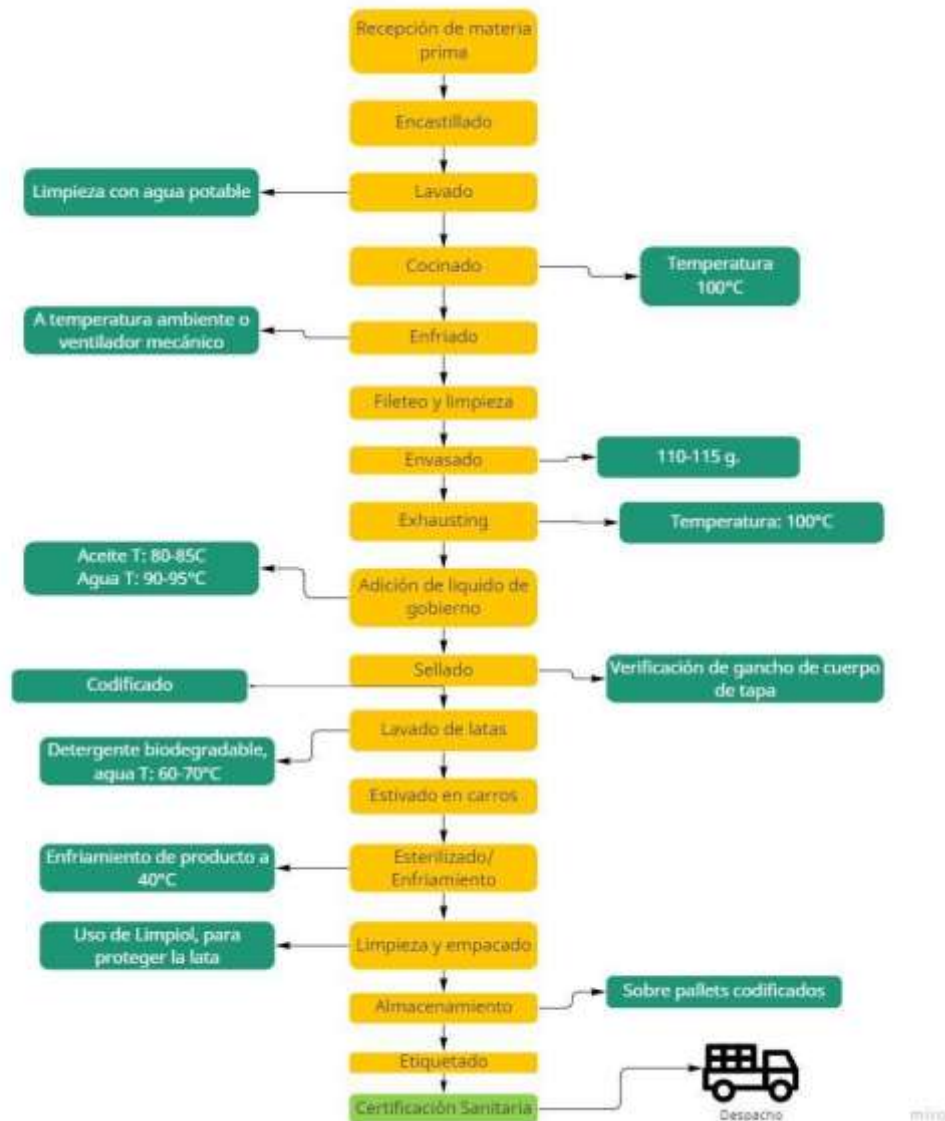 Recepción de materia
prima
Encastillado
Limpieza con agua potable
Lavado
Cocinado
Temperatura
100°C
A temperatura ambiente o
ventilador mecánico
Enfriado
Fileteo y limpieza
Envasado
110-115 g.
Exhausting
Temperatura: 100°C
Aceite T: 80-85C
Agua T: 90-95°C
Adición de liquido de
gobierno
Sellado
Verificación de gancho de cuerpo
de tapa
Codificado
Lavado de latas
Detergente biodegradable,
agua T: 60-70°C
Estivado en carros
Enfriamiento de producto a
40°C
Esterilizado/
Enfriamiento
Uso de Limpiol, para
proteger la lata
Limpieza y empacado
Almacenamiento
Sobre pallets codificados
Etiquetado
Certificación Sanitaria
Despacho
miro